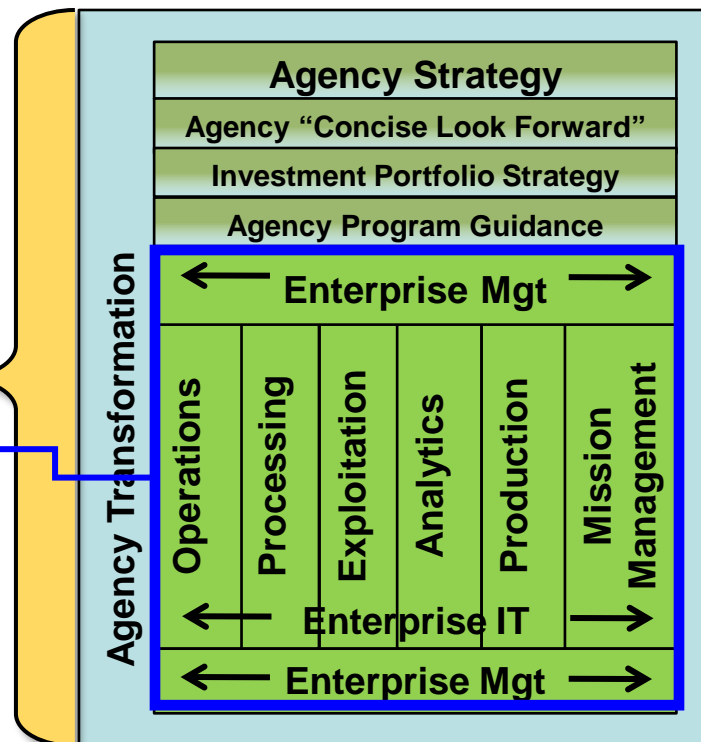 Agency Strategy
Agency “Concise Look Forward”
Investment Portfolio Strategy
Agency Program Guidance
Agency Transformation
Enterprise Mgt
Operations
Processing
Exploitation
Analytics
Production
Mission
Management
Enterprise IT
Enterprise Mgt